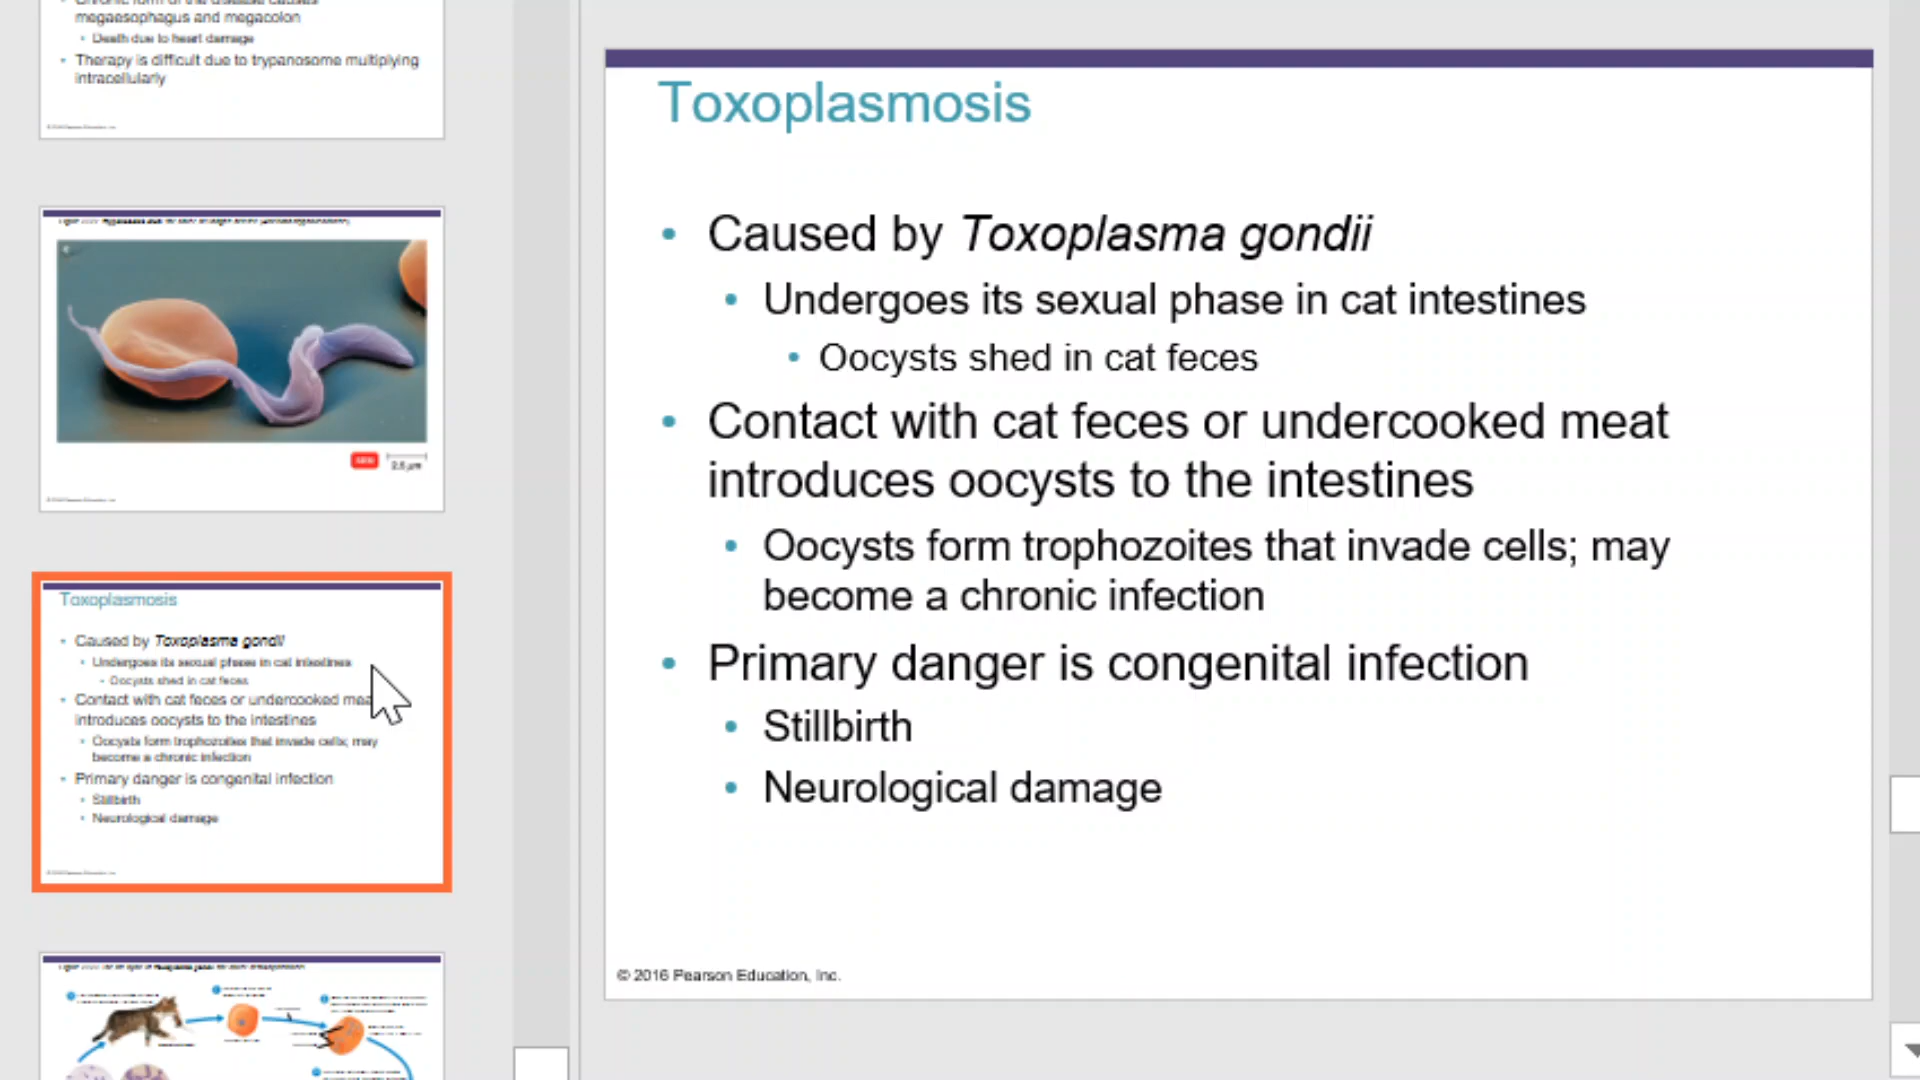 megaesophagus and megacolon
• Death due to heart damage
• Therapy is difficult due to trypanosome multiplying
intracellularly
2.5 µm
Toxoplasmosis
• Caused by Toxoplasma gondii
• Undergoes its sexual phase in cat intestines
• Oocysts shed in cat feces
• Contact with cat feces or undercooked meat
introduces oocysts to the intestines
• Oocysts form trophozoites that invade cells; may
become a chronic infection
• Primary danger is congenital infection
• Stillbirth
• Neurological damage
Toxoplasmosis
• Caused by Toxoplasma gondii
• Undergoes its sexual phase in cat intestines
• Oocysts shed in cat feces
• Contact with cat feces or undercooked meat
introduces oocysts to the intestines
• Oocysts form trophozoites that invade cells; may
become a chronic infection
• Primary danger is congenital infection
• Stillbirth
• Neurological damage
© 2016 Pearson Education, Inc.